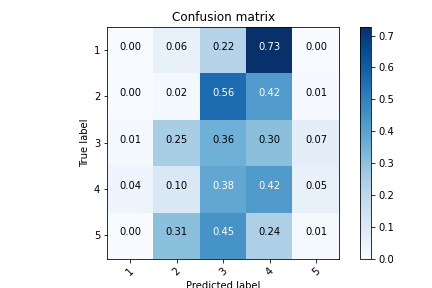 Confusion matrix
1 0.00 0.06 0.22 0.73 0.00
2 0.00 0.02 0.56 0.42 0.01
3 0.01 0.25 0.36 0.30 0.07
4 0.04 0.10 0.38 0.42 0.05
5 0.00 0.31 0.45 0.24 0.01
1 2 3 4 5
True label
Predicted label
0.7
0.6
0.5
0.4
0.3
0.2
0.1
0.0